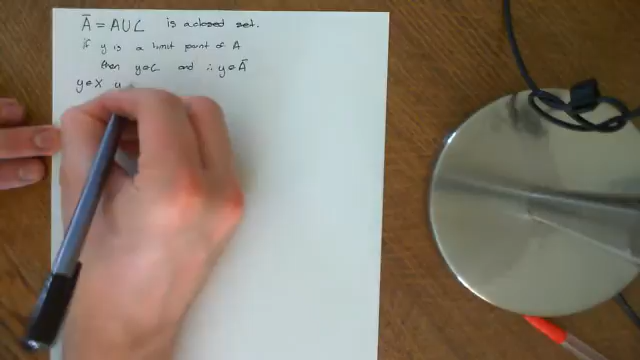 Ā = A ∪ C is a closed set.
If y is a limit point of A
then y ∈ C and ∴ y ∈ Ā
y ∈ X y